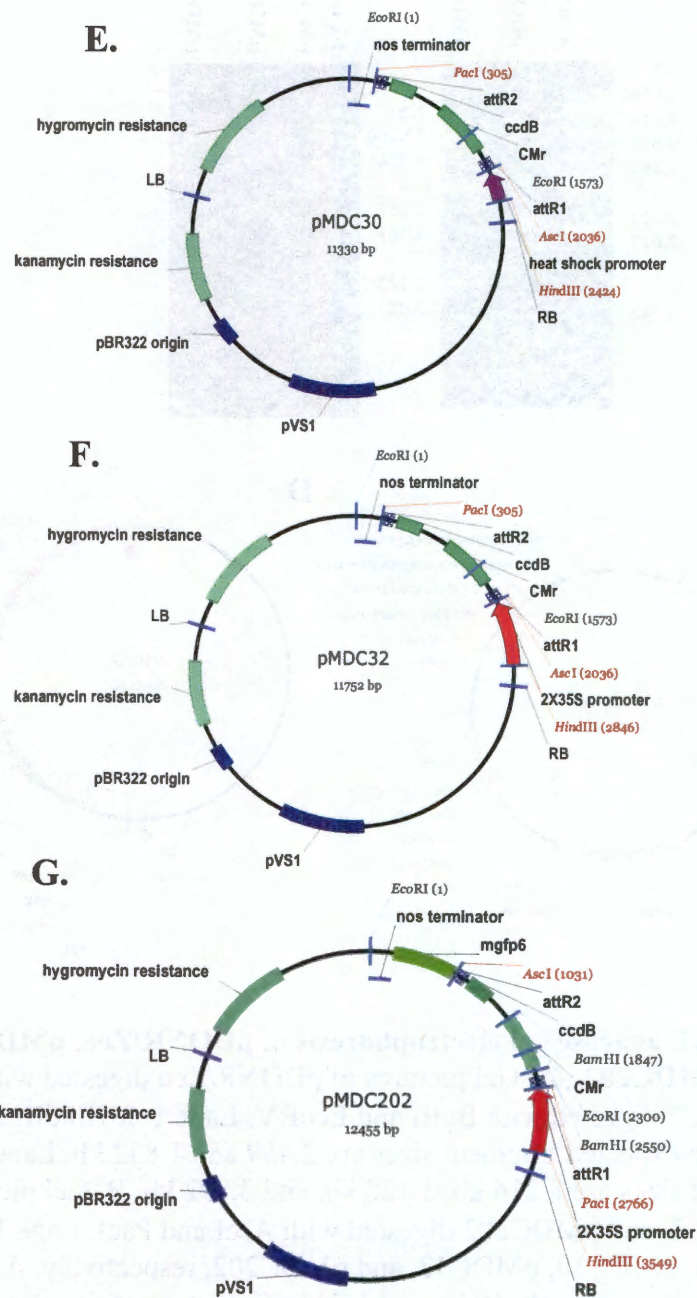 E.
EcoRI (1)
nos terminator
PacI (305)
attR2
ccdB
CMr
EcoRI (1573)
attR1
AscI (2036)
heat shock promoter
HindIII (2424)
RB
hygromycin resistance
LB
kanamycin resistance
pBR322 origin
pVS1
pMDC30
11330 bp
F.
EcoRI (1)
nos terminator
PacI (305)
attR2
ccdB
CMr
EcoRI (1573)
attR1
AscI (2036)
2X35S promoter
HindIII (2846)
RB
hygromycin resistance
LB
kanamycin resistance
pBR322 origin
pVS1
pMDC32
11752 bp
G.
EcoRI (1)
nos terminator
mgfp6
AscI (1031)
attR2
ccdB
BamHI (1847)
CMr
EcoRI (2300)
BamHI (2550)
attR1
PacI (2766)
2X35S promoter
HindIII (3549)
RB
hygromycin resistance
LB
kanamycin resistance
pBR322 origin
pVS1
pMDC202
12455 bp